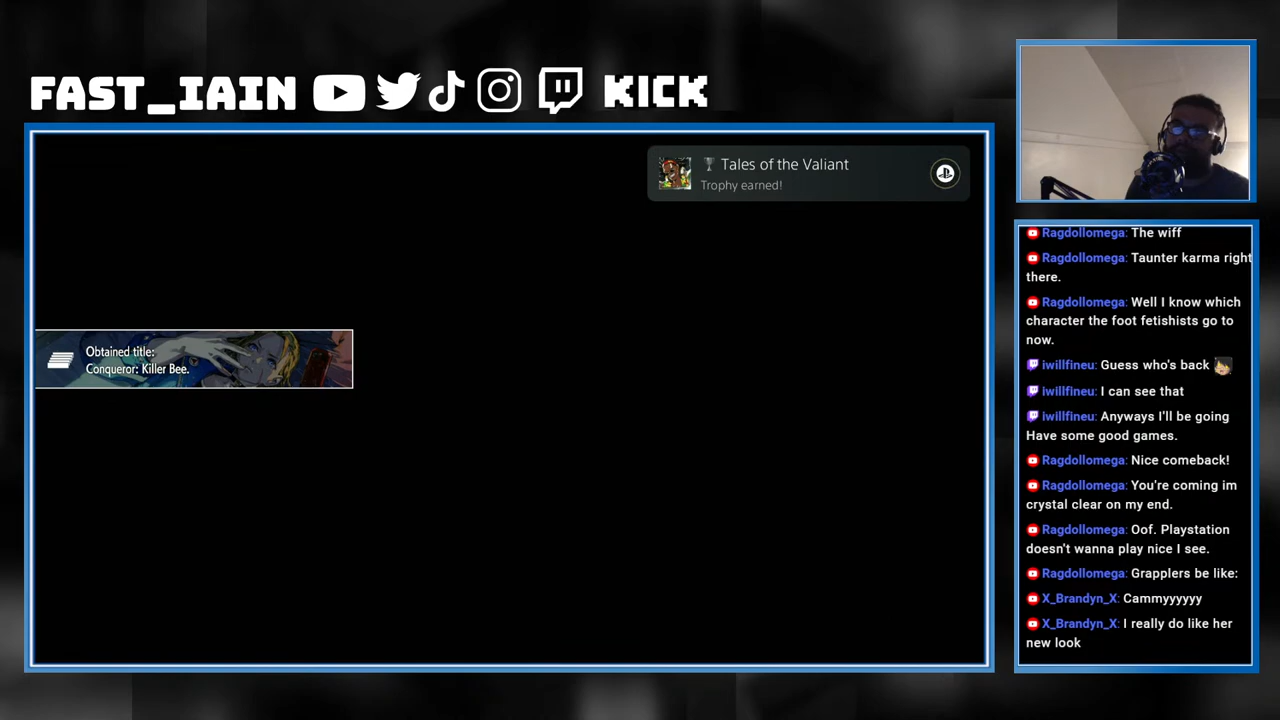 FAST_IAIN KICK
Tales of the Valiant
Trophy earned!
Obtained title:
Conqueror: Killer Bee.
Ragdollomega: The wiff
Ragdollomega: Taunter karma right
there.
Ragdollomega: Well I know which
character the foot fetishists go to
now.
iwillfineu: Guess who's back
iwillfineu: I can see that
iwillfineu: Anyways I'll be going
Have some good games.
Ragdollomega: Nice comeback!
Ragdollomega: You're coming im
crystal clear on my end.
Ragdollomega: Oof. Playstation
doesn't wanna play nice I see.
Ragdollomega: Grapplers be like:
X_Brandyn_X: Cammyyyyyy
X_Brandyn_X: I really do like her
new look